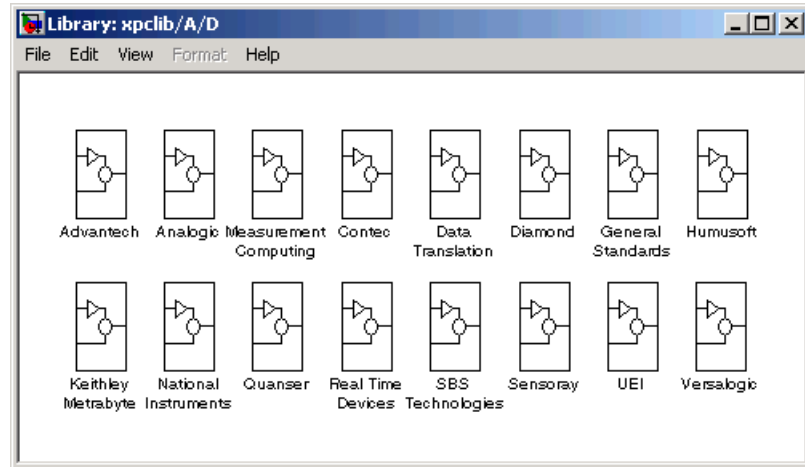 Library: xpclib/A/D
File Edit View Format Help
Advantech Analogic Measurement Computing Contec Data Translation Diamond General Standards Humusoft
Keithley Metrabyte National Instruments Quanser Real Time Devices SBS Technologies Sensoray UEI Versalogic